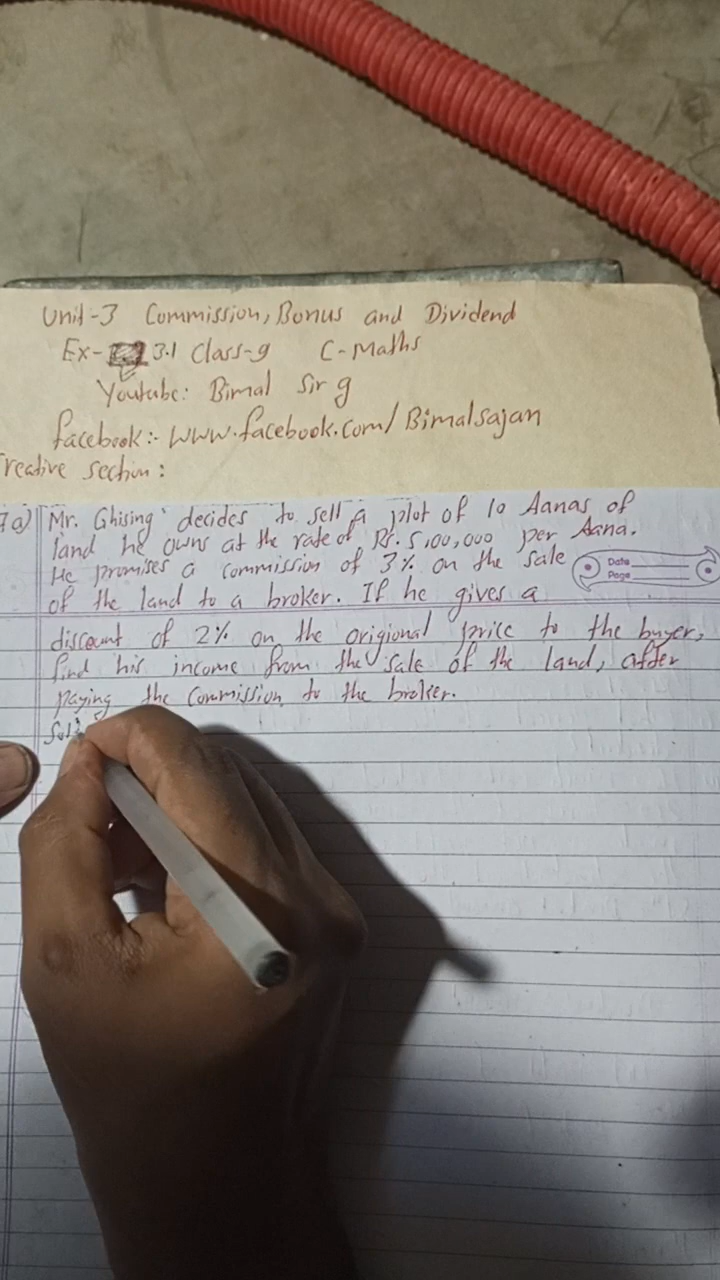 Unit-3 Commission, Bonus and Dividend
Ex- 3.1 Class-9 C-Maths
Youtube: Bimal Sir g
facebook:- www.facebook.com/Bimalsajan
Creative section:
7a) Mr. Ghising decides to sell a plot of 10 Aanas of
land he owns at the rate of Rs. 5,00,000 per Aana.
He promises a commission of 3% on the sale
Date
Page
of the land to a broker. If he gives a
discount of 2% on the origional price to the buyer,
find his income from the sale of the land, after
paying the commission to the broker.
Solⁿ